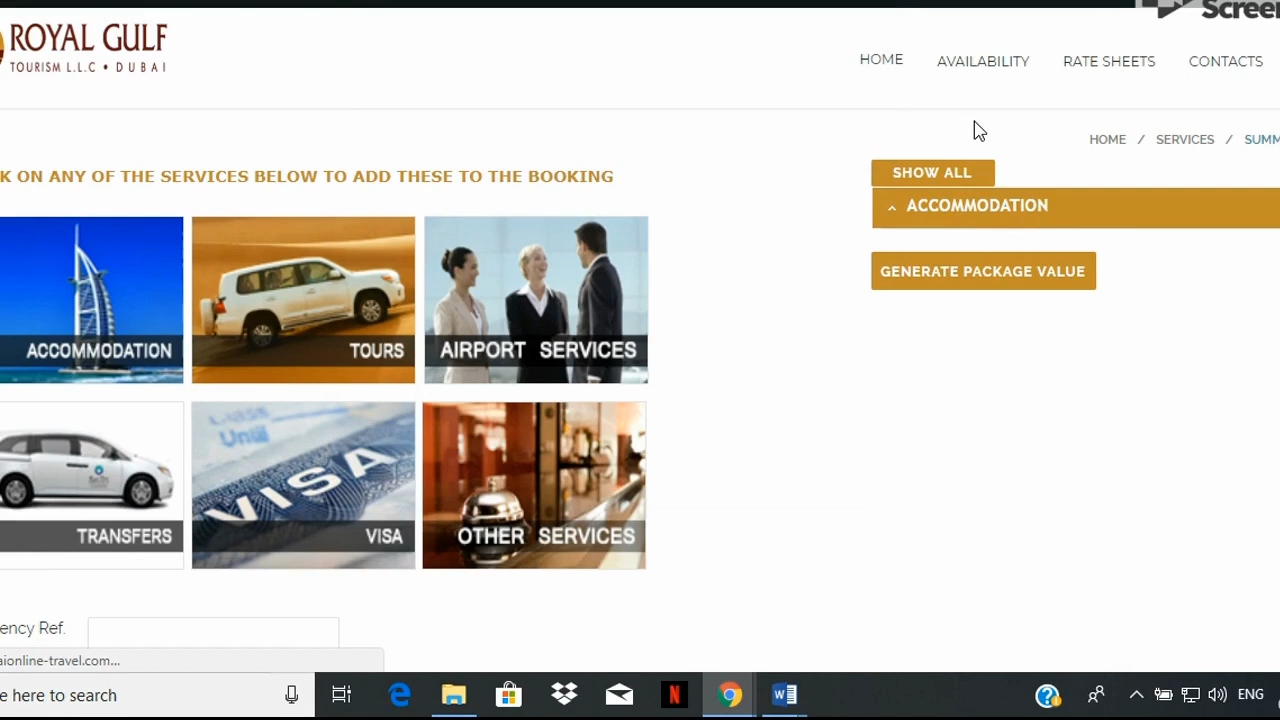 Screen
ROYAL GULF
TOURISM L.L.C • DUBAI
HOME AVAILABILITY RATE SHEETS CONTACTS
HOME / SERVICES / SUMM
K ON ANY OF THE SERVICES BELOW TO ADD THESE TO THE BOOKING
SHOW ALL
ACCOMMODATION
GENERATE PACKAGE VALUE
ACCOMMODATION TOURS AIRPORT SERVICES
VISA
TRANSFERS VISA OTHER SERVICES
ency Ref.
aionline-travel.com...
e here to search
N W ENG